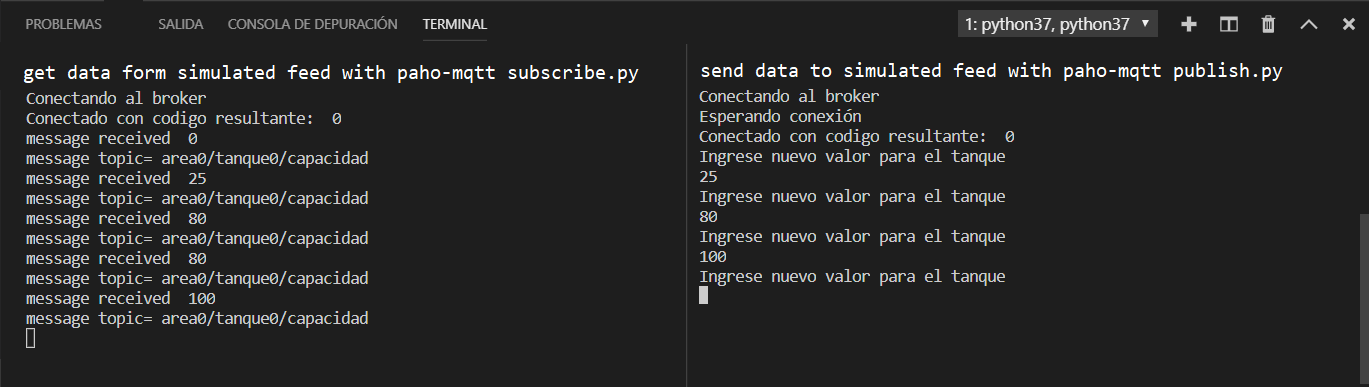 PROBLEMAS SALIDA CONSOLA DE DEPURACIÓN TERMINAL 1: python37, python37
get data form simulated feed with paho-mqtt subscribe.py
Conectando al broker
Conectado con codigo resultante:  0
message received  0
message topic= area0/tanque0/capacidad
message received  25
message topic= area0/tanque0/capacidad
message received  80
message topic= area0/tanque0/capacidad
message received  80
message topic= area0/tanque0/capacidad
message received  100
message topic= area0/tanque0/capacidad
send data to simulated feed with paho-mqtt publish.py
Conectando al broker
Esperando conexión
Conectado con codigo resultante:  0
Ingrese nuevo valor para el tanque
25
Ingrese nuevo valor para el tanque
80
Ingrese nuevo valor para el tanque
100
Ingrese nuevo valor para el tanque